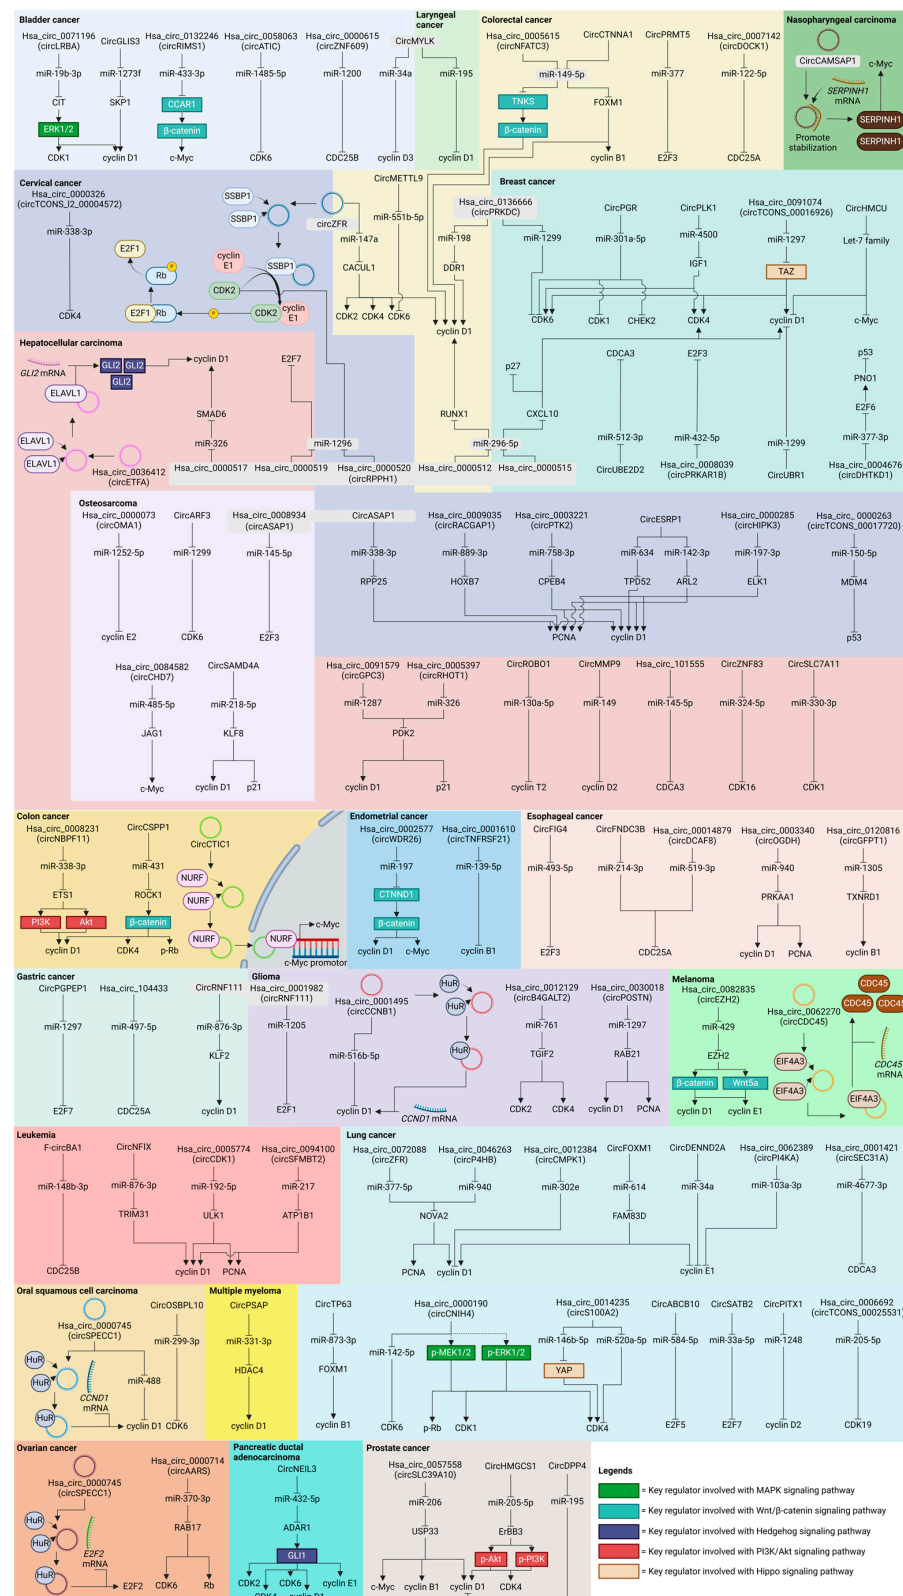 Bladder cancer
Hsa_circ_0071196
(circLRBA)
CircGLIS3
Hsa_circ_0132246
(circRIMS1)
Hsa_circ_0058063
(circATIC)
Hsa_circ_0000615
(circZNF609)
miR-19b-3p
miR-1273f
miR-433-3p
miR-1485-5p
miR-1200
miR-34a
CIT
SKP1
CCAR1
ERK1/2
β-catenin
CDK1
cyclin D1
c-Myc
CDK6
CDC25B
cyclin D3
Laryngeal
cancer
CircMYLK
miR-195
cyclin D1
Colorectal cancer
Hsa_circ_0005615
(circNFATC3)
CircCTNNA1
CircPRMT5
Hsa_circ_0007142
(circDOCK1)
miR-149-5p
miR-377
miR-122-5p
TNKS
FOXM1
β-catenin
cyclin B1
E2F3
CDC25A
CircMETTL9
miR-551b-5p
circZFR
miR-147a
CACUL1
CDK2
CDK4
CDK6
Hsa_circ_0136666
(circPRKDC)
miR-198
DDR1
cyclin D1
RUNX1
miR-296-5p
Hsa_circ_0000512
Nasopharyngeal carcinoma
CircCAMSAP1
c-Myc
SERPINH1
mRNA
Promote
stabilization
SERPINH1
SERPINH1
Cervical cancer
Hsa_circ_0000326
(circTCONS_l2_00004572)
miR-338-3p
CDK4
SSBP1
SSBP1
SSBP1
E2F1
Rb
P
cyclin
E1
CDK2
E2F1
Rb
P
CDK2
cyclin
E1
Breast cancer
miR-1299
CircPGR
miR-301a-5p
CircPLK1
miR-4500
IGF1
Hsa_circ_0091074
(circTCONS_00016926)
miR-1297
TAZ
CircHMCU
Let-7 family
CDK6
CDK1
CHEK2
CDK4
cyclin D1
c-Myc
p27
CXCL10
CDCA3
E2F3
p53
PNO1
E2F6
miR-512-3p
miR-432-5p
miR-1299
miR-377-3p
CircUBE2D2
Hsa_circ_0008039
(circPRKAR1B)
CircUBR1
Hsa_circ_0004676
(circDHTKD1)
Hsa_circ_0000515
Hepatocellular carcinoma
GLI2 mRNA
GLI2
GLI2
GLI2
cyclin D1
E2F7
ELAVL1
SMAD6
ELAVL1
ELAVL1
miR-326
miR-1296
Hsa_circ_0036412
(circETFA)
Hsa_circ_0000517
Hsa_circ_0000519
Hsa_circ_0000520
(circRPPH1)
Osteosarcoma
Hsa_circ_0000073
(circOMA1)
CircARF3
Hsa_circ_0008934
(circASAP1)
miR-1252-5p
miR-1299
miR-145-5p
cyclin E2
CDK6
E2F3
Hsa_circ_0084582
(circCHD7)
CircSAMD4A
miR-485-5p
miR-218-5p
JAG1
KLF8
c-Myc
cyclin D1
p21
CircASAP1
Hsa_circ_0009035
(circRACGAP1)
Hsa_circ_0003221
(circPTK2)
CircESRP1
Hsa_circ_0000285
(circHIPK3)
Hsa_circ_0000263
(circTCONS_00017720)
miR-338-3p
miR-889-3p
miR-758-3p
miR-634
miR-142-3p
miR-197-3p
miR-150-5p
RPP25
HOXB7
CPEB4
TPD52
ARL2
ELK1
MDM4
PCNA
cyclin D1
p53
Hsa_circ_0091579
(circGPC3)
Hsa_circ_0005397
(circRHOT1)
CircROBO1
CircMMP9
Hsa_circ_101555
CircZNF83
CircSLC7A11
miR-1287
miR-326
miR-130a-5p
miR-149
miR-145-5p
miR-324-5p
miR-330-3p
PDK2
cyclin D1
p21
cyclin T2
cyclin D2
CDCA3
CDK16
CDK1
Colon cancer
Hsa_circ_0008231
(circNBPF11)
CircCSPP1
CircCTIC1
miR-338-3p
miR-431
NURF
ETS1
ROCK1
NURF
PI3K
Akt
β-catenin
NURF
NURF
c-Myc
cyclin D1
CDK4
p-Rb
c-Myc promotor
Endometrial cancer
Hsa_circ_0002577
(circWDR26)
Hsa_circ_0001610
(circTNFRSF21)
miR-197
miR-139-5p
CTNND1
β-catenin
cyclin D1
c-Myc
cyclin B1
Esophageal cancer
CircFIG4
CircFNDC3B
Hsa_circ_00014879
(circDCAF8)
Hsa_circ_0003340
(circOGDH)
Hsa_circ_0120816
(circGFPT1)
miR-493-5p
miR-214-3p
miR-519-3p
miR-940
miR-1305
PRKAA1
TXNRD1
E2F3
CDC25A
cyclin D1
PCNA
cyclin B1
Gastric cancer
CircPGPEP1
Hsa_circ_104433
CircRNF111
miR-1297
miR-497-5p
miR-876-3p
KLF2
E2F7
CDC25A
cyclin D1
Glioma
Hsa_circ_0001982
(circRNF111)
Hsa_circ_0001495
(circCCNB1)
HuR
HuR
HuR
Hsa_circ_0012129
(circB4GALT2)
Hsa_circ_0030018
(circPOSTN)
miR-1205
miR-516b-5p
miR-761
miR-1297
TGIF2
RAB21
E2F1
cyclin D1
CCND1 mRNA
CDK2
CDK4
cyclin D1
PCNA
Melanoma
Hsa_circ_0082835
(circEZH2)
Hsa_circ_0062270
(circCDC45)
CDC45
CDC45
CDC45
miR-429
EZH2
β-catenin
Wnt5a
cyclin D1
cyclin E1
EIF4A3
EIF4A3
EIF4A3
CDC45
mRNA
Leukemia
F-circBA1
CircNFIX
Hsa_circ_0005774
(circCDK1)
Hsa_circ_0094100
(circSFMBT2)
miR-148b-3p
miR-876-3p
miR-192-5p
miR-217
TRIM31
ULK1
ATP1B1
CDC25B
cyclin D1
PCNA
Lung cancer
Hsa_circ_0072088
(circZFR)
Hsa_circ_0046263
(circP4HB)
Hsa_circ_0012384
(circCMPK1)
CircFOXM1
CircDENND2A
Hsa_circ_0062389
(circPI4KA)
Hsa_circ_0001421
(circSEC31A)
miR-377-5p
miR-940
miR-302e
miR-614
miR-34a
miR-103a-3p
miR-4677-3p
NOVA2
FAM83D
PCNA
cyclin D1
cyclin E1
CDCA3
CircTP63
Hsa_circ_0000190
(circCNIH4)
Hsa_circ_0014235
(circS100A2)
CircABCB10
CircSATB2
CircPITX1
Hsa_circ_0006692
(circTCONS_00025531)
miR-873-3p
miR-142-5p
p-MEK1/2
p-ERK1/2
miR-146b-5p
miR-520a-5p
miR-584-5p
miR-33a-5p
miR-1248
miR-205-5p
FOXM1
YAP
cyclin B1
CDK6
p-Rb
CDK1
CDK4
E2F5
E2F7
cyclin D2
CDK19
Oral squamous cell carcinoma
Hsa_circ_0000745
(circSPECC1)
CircOSBPL10
HuR
HuR
HuR
miR-299-3p
miR-488
CCND1
mRNA
cyclin D1
CDK6
Multiple myeloma
CircPSAP
miR-331-3p
HDAC4
cyclin D1
Ovarian cancer
Hsa_circ_0000745
(circSPECC1)
Hsa_circ_0000714
(circAARS)
HuR
HuR
HuR
miR-370-3p
RAB17
E2F2
mRNA
E2F2
CDK6
Rb
Pancreatic ductal
adenocarcinoma
CircNEIL3
miR-432-5p
ADAR1
GLI1
CDK2
CDK6
cyclin E1
Prostate cancer
Hsa_circ_0057558
(circSLC39A10)
CircHMGCS1
CircDPP4
miR-206
miR-205-5p
miR-195
USP33
ErBB3
p-Akt
p-PI3K
c-Myc
cyclin B1
cyclin D1
CDK4
Legends
= Key regulator involved with MAPK signaling pathway
= Key regulator involved with Wnt/β-catenin signaling pathway
= Key regulator involved with Hedgehog signaling pathway
= Key regulator involved with PI3K/Akt signaling pathway
= Key regulator involved with Hippo signaling pathway